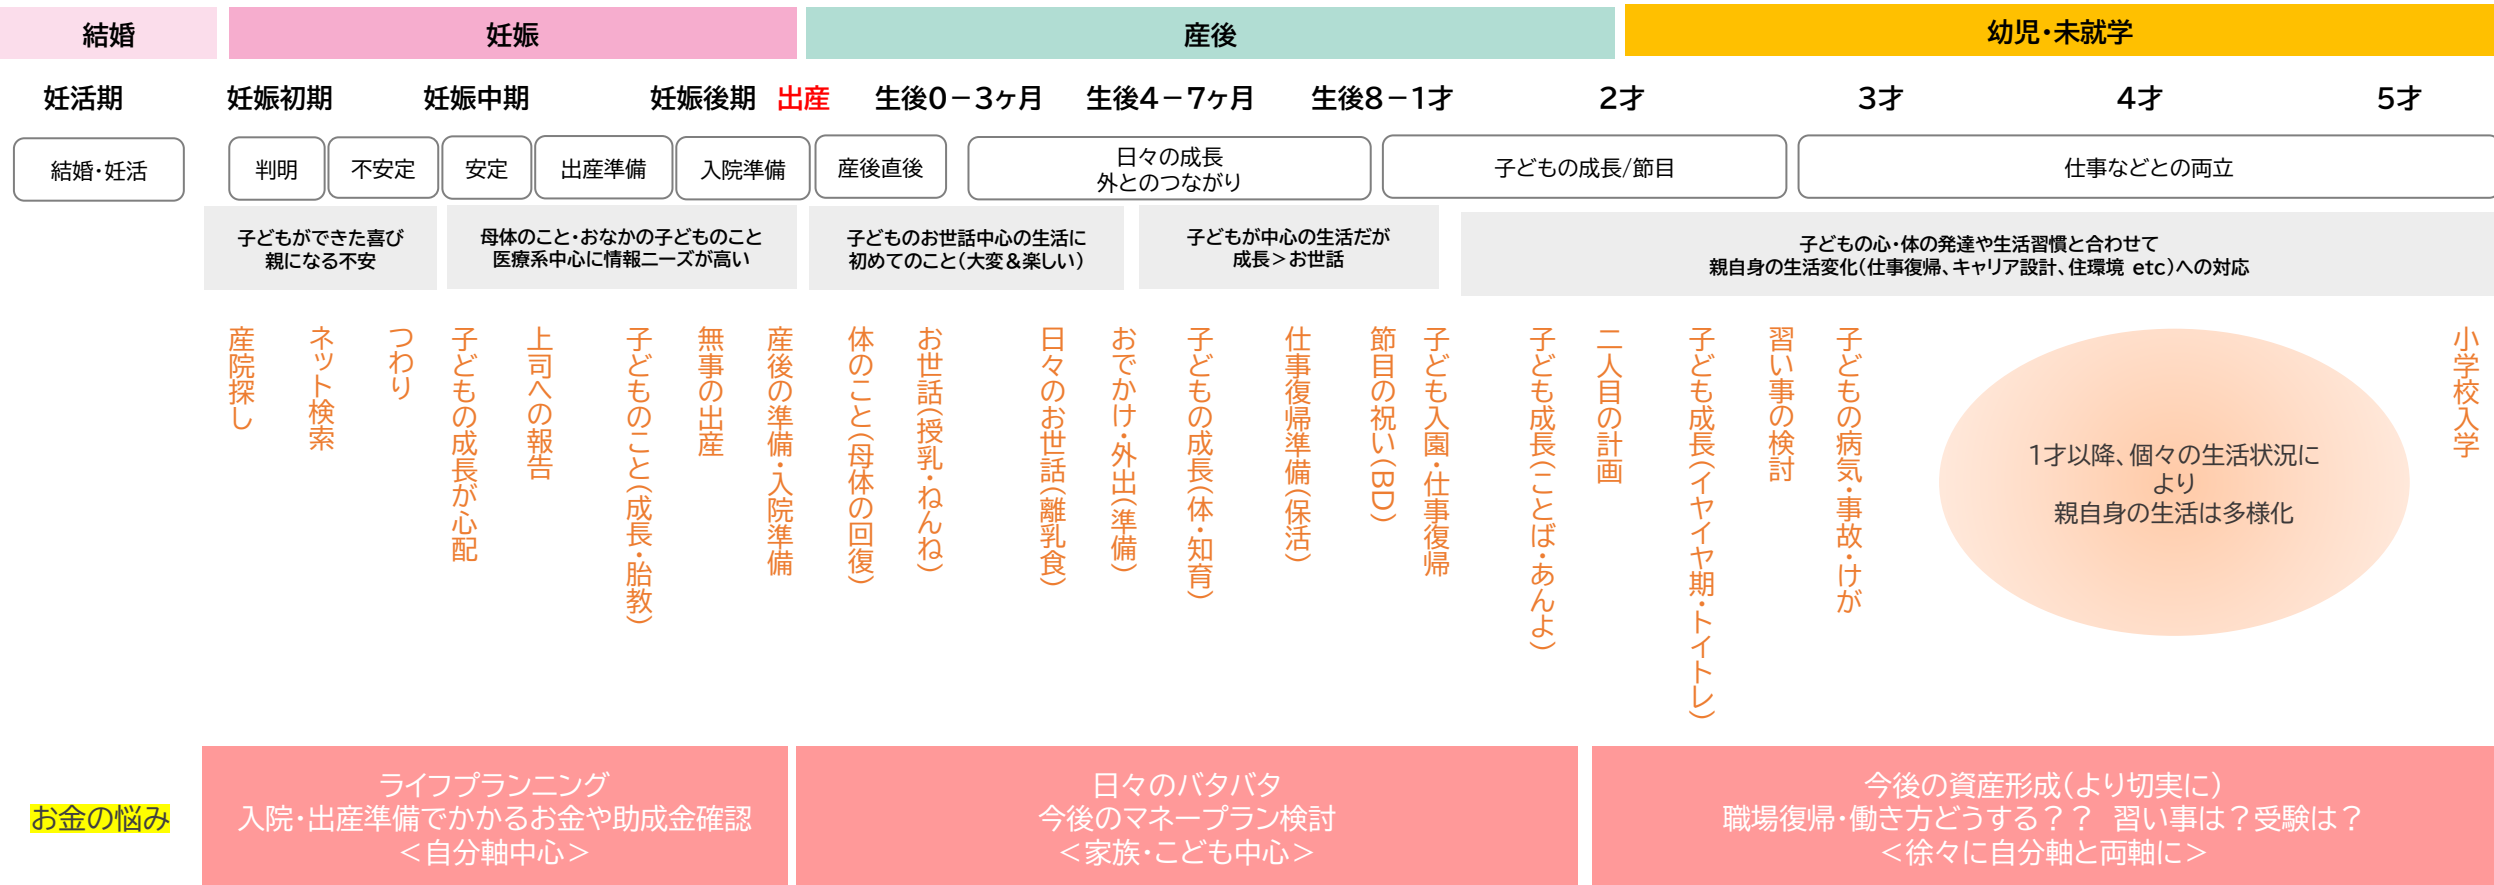 結婚
妊娠
産後
幼児・未就学
妊活期
妊娠初期
妊娠中期
妊娠後期
出産
生後0－3ヶ月
生後4－7ヶ月
生後8－1才
2才
3才
4才
5才
結婚・妊活
判明
不安定
安定
出産準備
入院準備
産後直後
日々の成長
外とのつながり
子どもの成長/節目
仕事などとの両立
子どもができた喜び
親になる不安
母体のこと・おなかの子どものこと
医療系中心に情報ニーズが高い
子どものお世話中心の生活に
初めてのこと（大変＆楽しい）
子どもが中心の生活だが
成長＞お世話
子どもの心・体の発達や生活習慣と合わせて
親自身の生活変化（仕事復帰、キャリア設計、住環境 etc）への対応
産院探し
ネット検索
つわり
子どもの成長が心配
上司への報告
子どものこと（成長・胎教）
無事の出産
産後の準備・入院準備
体のこと（母体の回復）
お世話（授乳・ねんね）
日々のお世話（離乳食）
おでかけ・外出（準備）
子どもの成長（体・知育）
仕事復帰準備（保活）
節目の祝い（BD）
子ども入園・仕事復帰
子ども成長（ことば・あんよ）
二人目の計画
子ども成長（イヤイヤ期・トイトレ）
習い事の検討
子どもの病気・事故・けが
1才以降、個々の生活状況に
より
親自身の生活は多様化
小学校入学
お金の悩み
ライフプランニング
入院・出産準備でかかるお金や助成金確認
＜自分軸中心＞
日々のバタバタ
今後のマネープラン検討
＜家族・こども中心＞
今後の資産形成（より切実に）
職場復帰・働き方どうする？？ 習い事は？受験は？
＜徐々に自分軸と両軸に＞